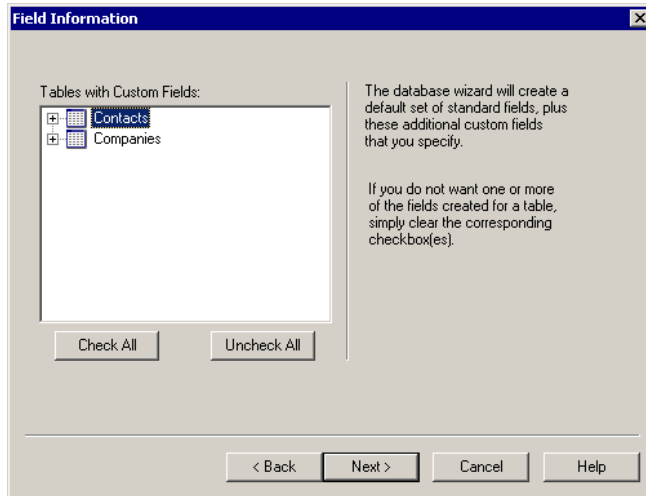 Field Information
Tables with Custom Fields:
Contacts
Companies
Check All
Uncheck All
The database wizard will create a
default set of standard fields, plus
these additional custom fields
that you specify.
If you do not want one or more
of the fields created for a table,
simply clear the corresponding
checkbox(es).
< Back
Next >
Cancel
Help